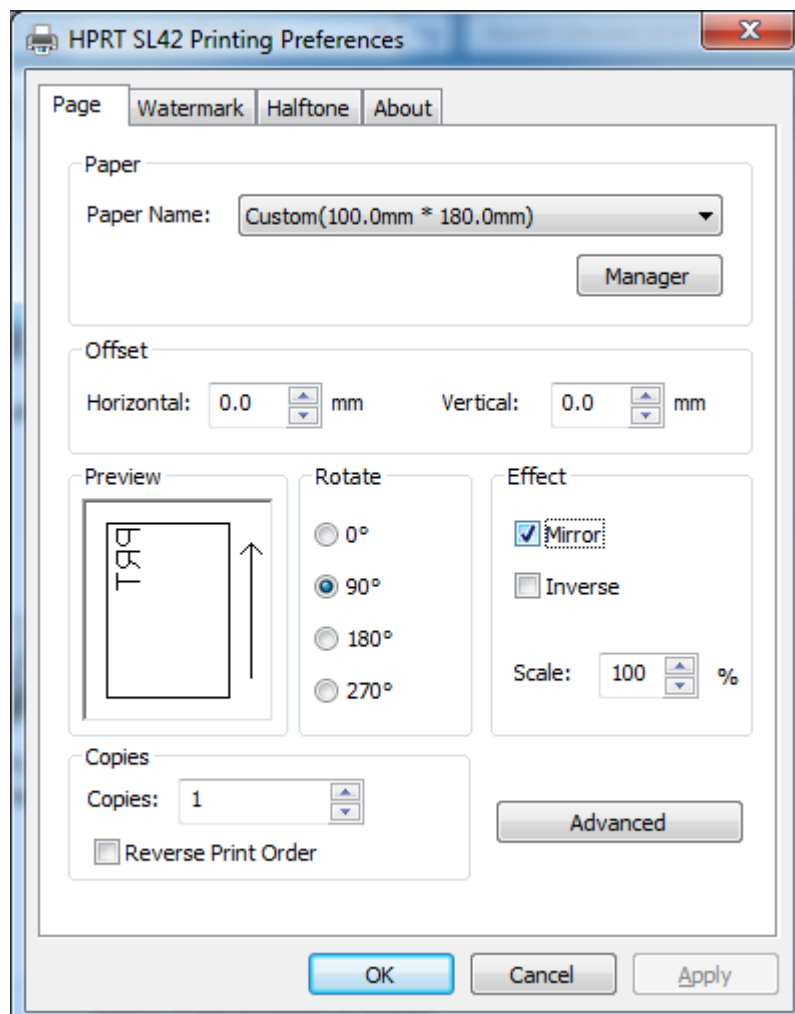 HPRT SL42 Printing Preferences
Page Watermark Halftone About
Paper
Paper Name: Custom(100.0mm * 180.0mm)
Manager
Offset
Horizontal: 0.0 mm Vertical: 0.0 mm
Preview Rotate Effect
PRT
0° Mirror
90° Inverse
180°
Scale: 100 %
270°
Copies
Copies: 1
Advanced
Reverse Print Order
OK Cancel Apply